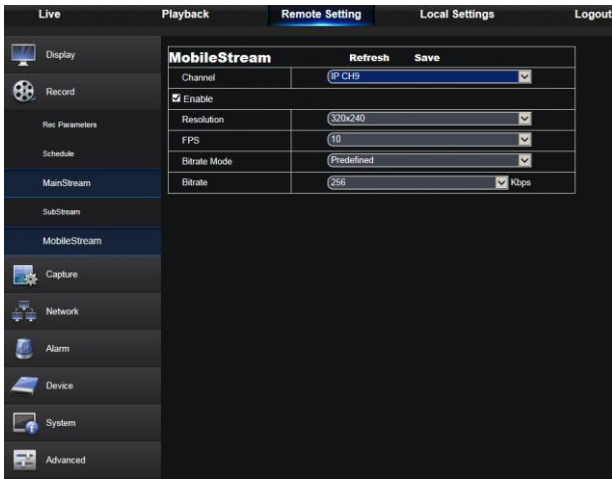 Live Playback Remote Setting Local Settings Logout
Display
Record
Rec Parameters
Schedule
MainStream
SubStream
MobileStream
Capture
Network
Alarm
Device
System
Advanced
MobileStream Refresh Save
Channel IP CH9
Enable
Resolution 320x240
FPS 10
Bitrate Mode Predefined
Bitrate 256 Kbps